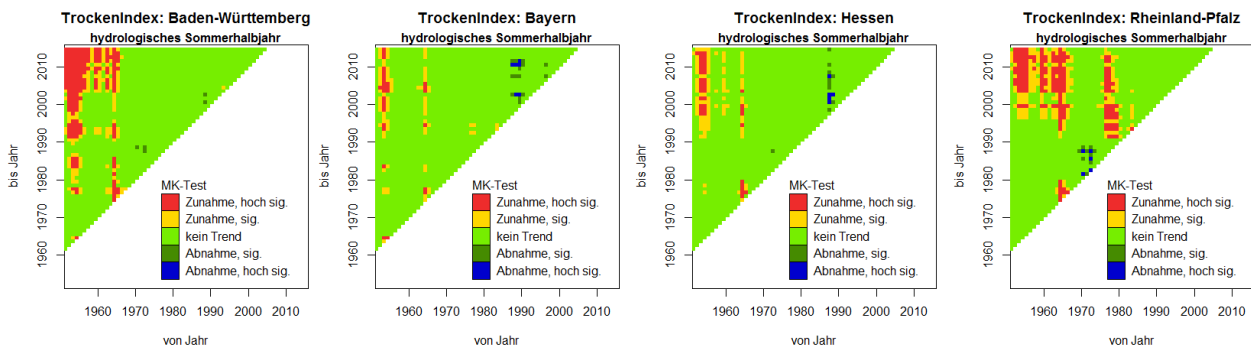 TrockenIndex: Baden-Württemberg
hydrologisches Sommerhalbjahr
bis Jahr
2010
2000
1990
1980
1970
1960
MK-Test
Zunahme, hoch sig.
Zunahme, sig.
kein Trend
Abnahme, sig.
Abnahme, hoch sig.
1960 1970 1980 1990 2000 2010
von Jahr
TrockenIndex: Bayern
hydrologisches Sommerhalbjahr
bis Jahr
2010
2000
1990
1980
1970
1960
MK-Test
Zunahme, hoch sig.
Zunahme, sig.
kein Trend
Abnahme, sig.
Abnahme, hoch sig.
1960 1970 1980 1990 2000 2010
von Jahr
TrockenIndex: Hessen
hydrologisches Sommerhalbjahr
bis Jahr
2010
2000
1990
1980
1970
1960
MK-Test
Zunahme, hoch sig.
Zunahme, sig.
kein Trend
Abnahme, sig.
Abnahme, hoch sig.
1960 1970 1980 1990 2000 2010
von Jahr
TrockenIndex: Rheinland-Pfalz
hydrologisches Sommerhalbjahr
bis Jahr
2010
2000
1990
1980
1970
1960
MK-Test
Zunahme, hoch sig.
Zunahme, sig.
kein Trend
Abnahme, sig.
Abnahme, hoch sig.
1960 1970 1980 1990 2000 2010
von Jahr